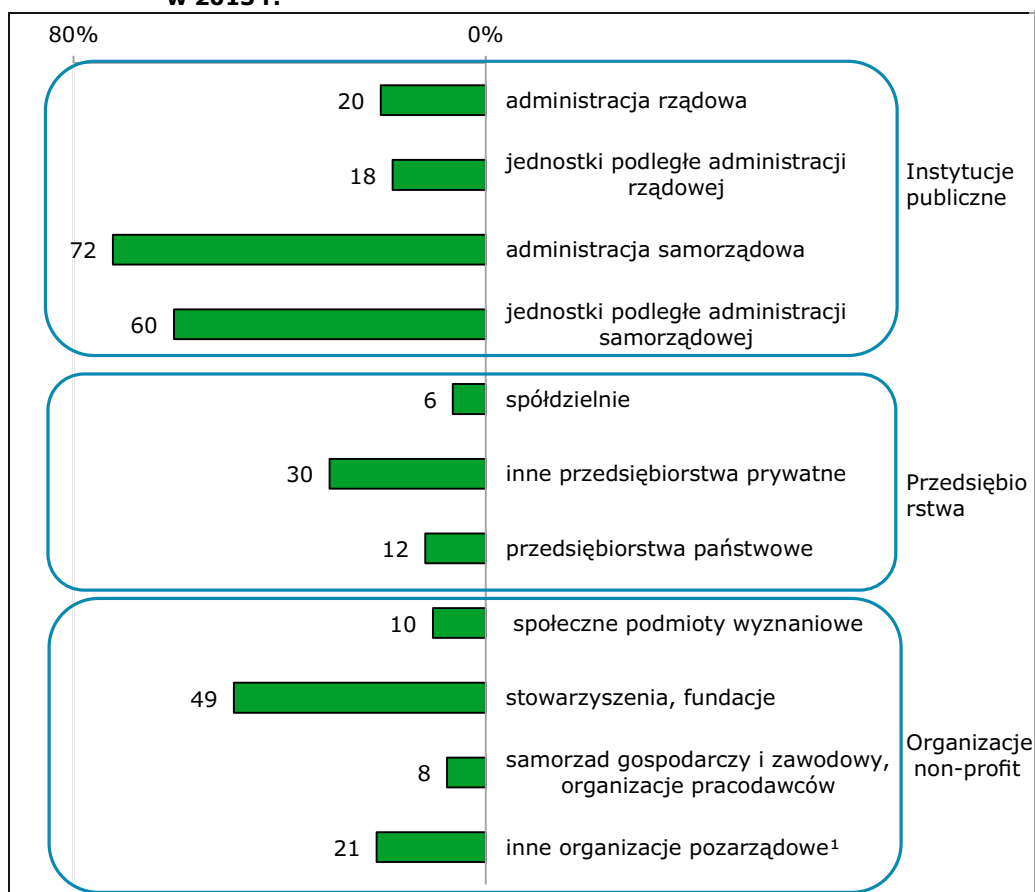 w 2013 r.
80% 0%
20 administracja rządowa
18 jednostki podległe administracji
rządowej
Instytucje
publiczne
72 administracja samorządowa
60 jednostki podległe administracji
samorządowej
6 spółdzielnie
30 inne przedsiębiorstwa prywatne
Przedsiębio
rstwa
12 przedsiębiorstwa państwowe
10 społeczne podmioty wyznaniowe
49 stowarzyszenia, fundacje
8 samorzad gospodarczy i zawodowy,
organizacje pracodawców
Organizacje
non-profit
21 inne organizacje pozarządowe¹